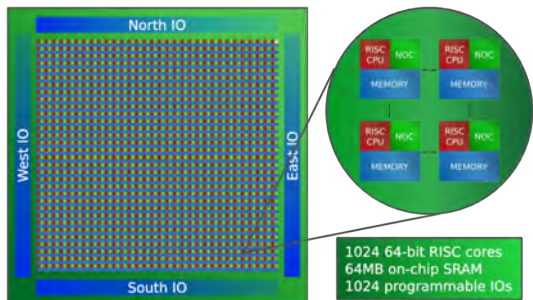 North IO
West IO
East IO
South IO
RISC CPU
NOC
MEMORY
RISC CPU
NOC
MEMORY
RISC CPU
NOC
MEMORY
RISC CPU
NOC
MEMORY
1024 64-bit RISC cores
64MB on-chip SRAM
1024 programmable IOs